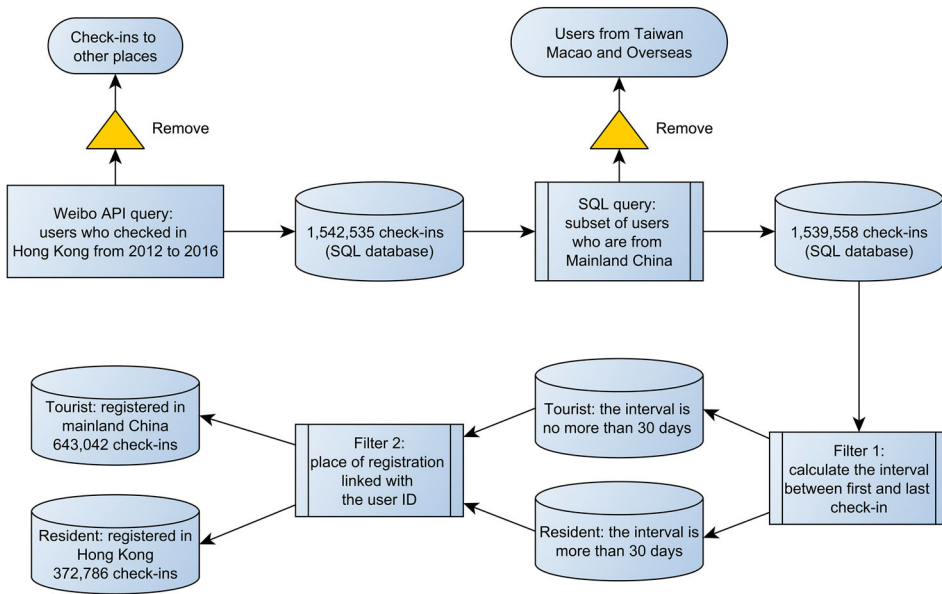 Check-ins to
other places
Users from Taiwan
Macao and Overseas
Remove
Remove
Weibo API query:
users who checked in
Hong Kong from 2012 to 2016
1,542,535 check-ins
(SQL database)
SQL query:
subset of users
who are from
Mainland China
1,539,558 check-ins
(SQL database)
Tourist: registered in
mainland China
643,042 check-ins
Filter 2:
place of registration
linked with
the user ID
Tourist: the interval is
no more than 30 days
Filter 1:
calculate the interval
between first and last
check-in
Resident: registered in
Hong Kong
372,786 check-ins
Resident: the interval is
more than 30 days